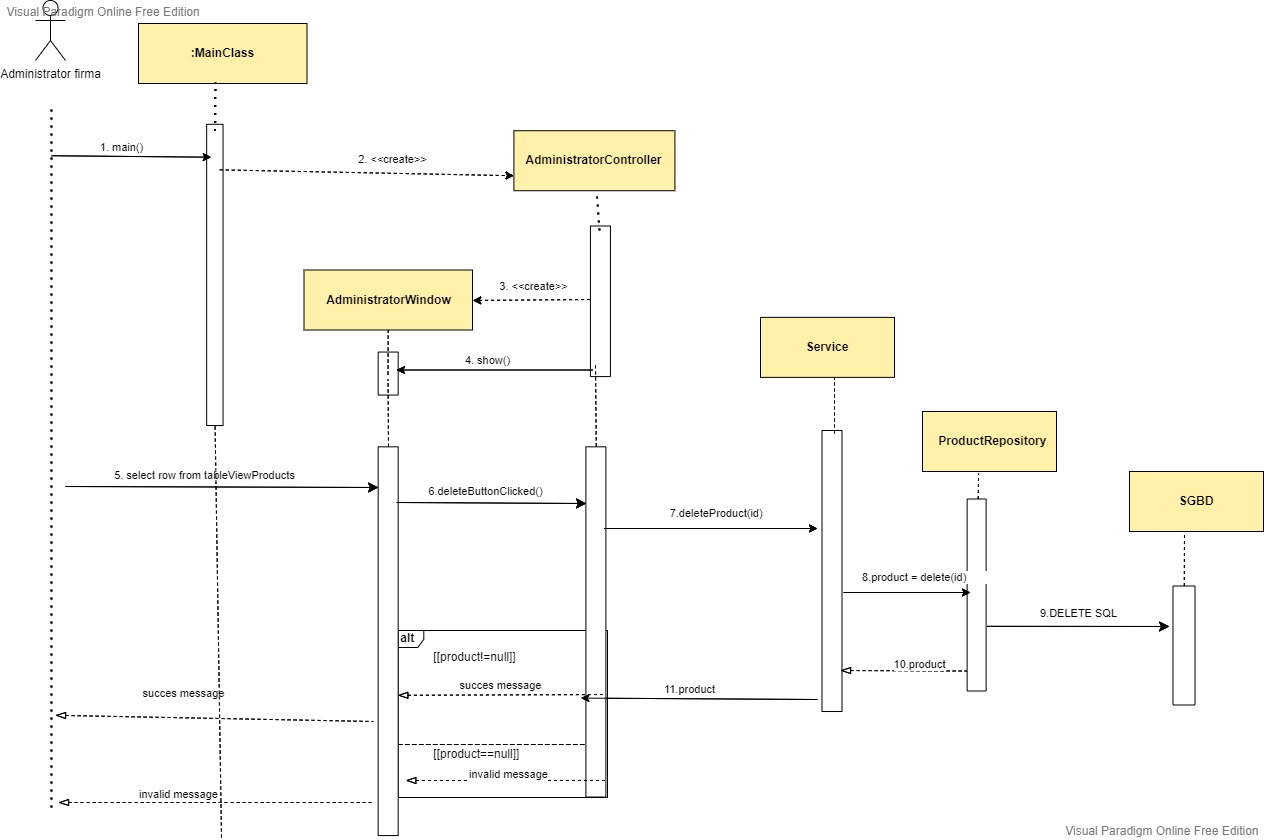 Visual Paradigm Online Free Edition
Administrator firma
:MainClass
1. main()
2. <<create>>
AdministratorController
3. <<create>>
AdministratorWindow
4. show()
Service
ProductRepository
SGBD
5. select row from tableViewProducts
6.deleteButtonClicked()
7.deleteProduct(id)
8.product = delete(id)
9.DELETE SQL
alt
[[product!=null]]
10.product
succes message
11.product
succes message
[[product==null]]
invalid message
invalid message
Visual Paradigm Online Free Edition